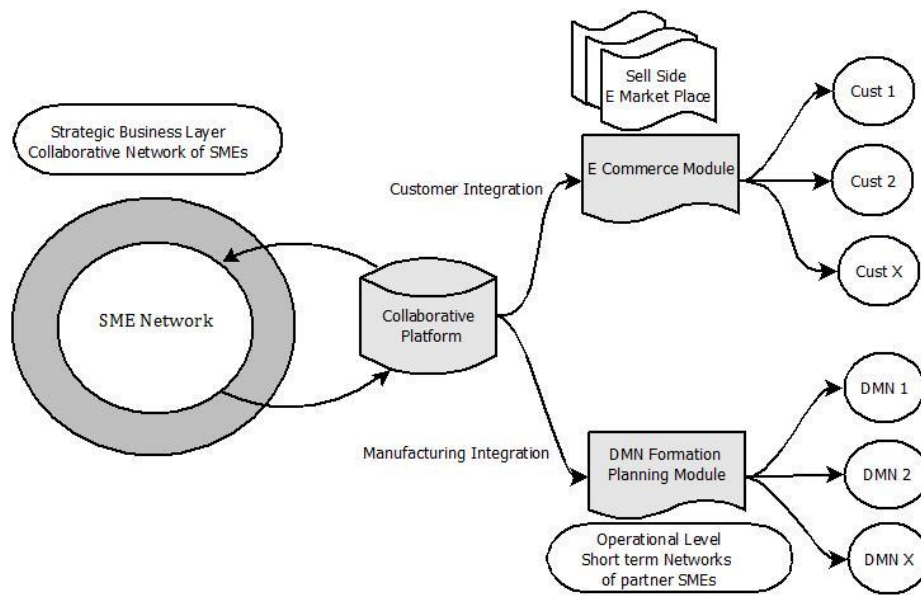 Sell Side
E Market Place
Cust 1
Strategic Business Layer
Collaborative Network of SMEs
E Commerce Module
Customer Integration
Cust 2
Cust X
SME Network
Collaborative
Platform
DMN 1
Manufacturing Integration
DMN Formation
Planning Module
DMN 2
Operational Level
Short term Networks
of partner SMEs
DMN X